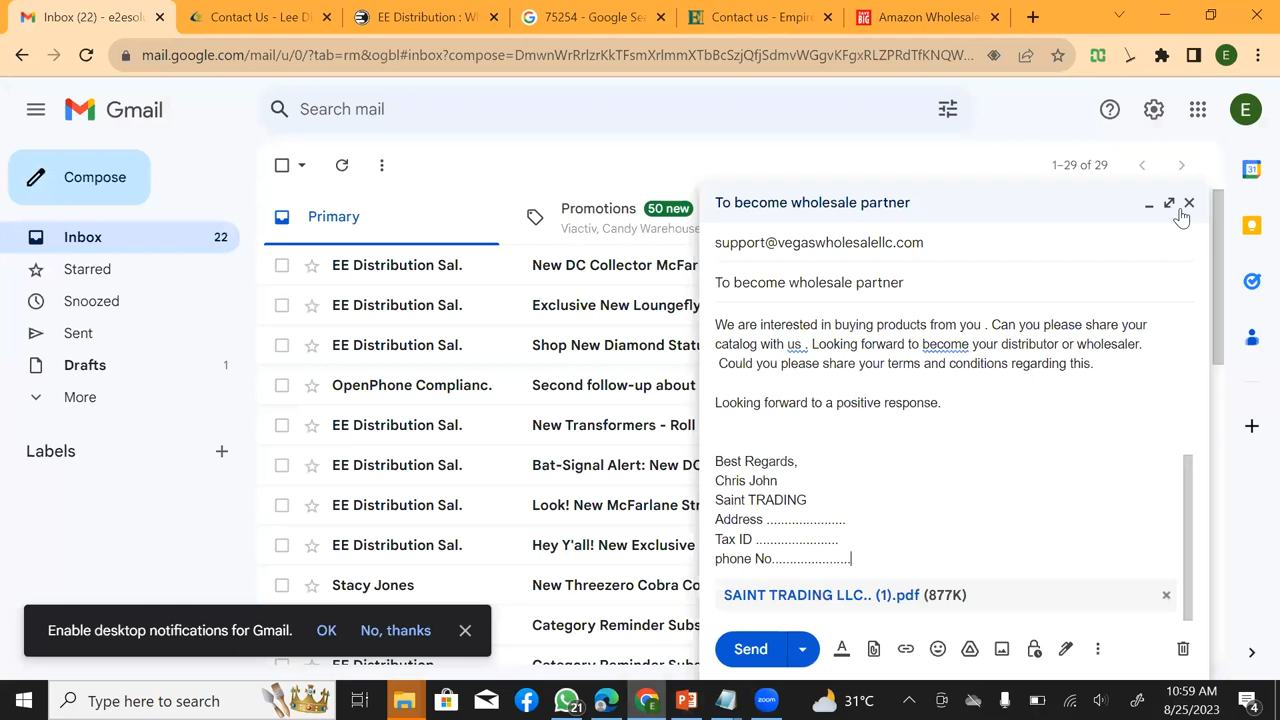 Inbox (22) - e2esolu
Contact Us - Lee Di
EE Distribution : Wh
75254 - Google Sea
Contact us - Empire
Amazon Wholesale
mail.google.com/mail/u/0/?tab=rm&ogbl#inbox?compose=DmwnWrRrlzrKkTFsmXrlmmXTbBcSzjQfjSdmvWGgvKFgxRLZPRdTfKNQW...
E
Gmail
Search mail
E
Compose
1–29 of 29
Inbox 22
Starred
Snoozed
Sent
Drafts 1
More
Labels
Primary
Promotions 50 new
Viactiv, Candy Warehouse
EE Distribution Sal. New DC Collector McFar
EE Distribution Sal. Exclusive New Loungefly
EE Distribution Sal. Shop New Diamond Statu
OpenPhone Complianc. Second follow-up about
EE Distribution Sal. New Transformers - Roll
EE Distribution Sal. Bat-Signal Alert: New DC
EE Distribution Sal. Look! New McFarlane Str
EE Distribution Sal. Hey Y'all! New Exclusive
Stacy Jones New Threezero Cobra Co
Category Reminder Subs
To become wholesale partner
support@vegaswholesalellc.com
To become wholesale partner
We are interested in buying products from you . Can you please share your
catalog with us . Looking forward to become your distributor or wholesaler.
Could you please share your terms and conditions regarding this.
Looking forward to a positive response.
Best Regards,
Chris John
Saint TRADING
Address ......................
Tax ID .......................
phone No......................
SAINT TRADING LLC.. (1).pdf (877K)
Send
31
Enable desktop notifications for Gmail. OK No, thanks
Type here to search
21
zoom
31°C
10:59 AM
8/25/2023
4